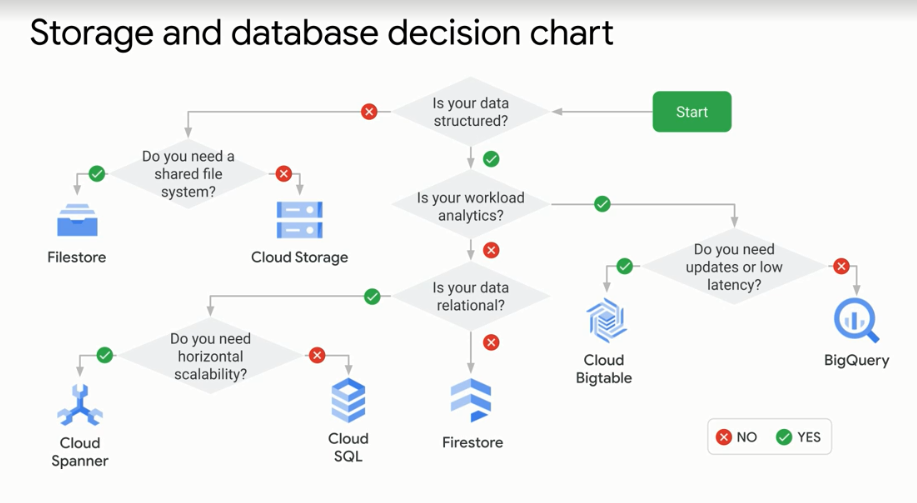 Storage and database decision chart
Start
Is your data
structured?
Do you need a
shared file
system?
Filestore
Cloud Storage
Is your workload
analytics?
Do you need
updates or low
latency?
Cloud
Bigtable
BigQuery
Is your data
relational?
Do you need
horizontal
scalability?
Cloud
Spanner
Cloud
SQL
Firestore
NO
YES